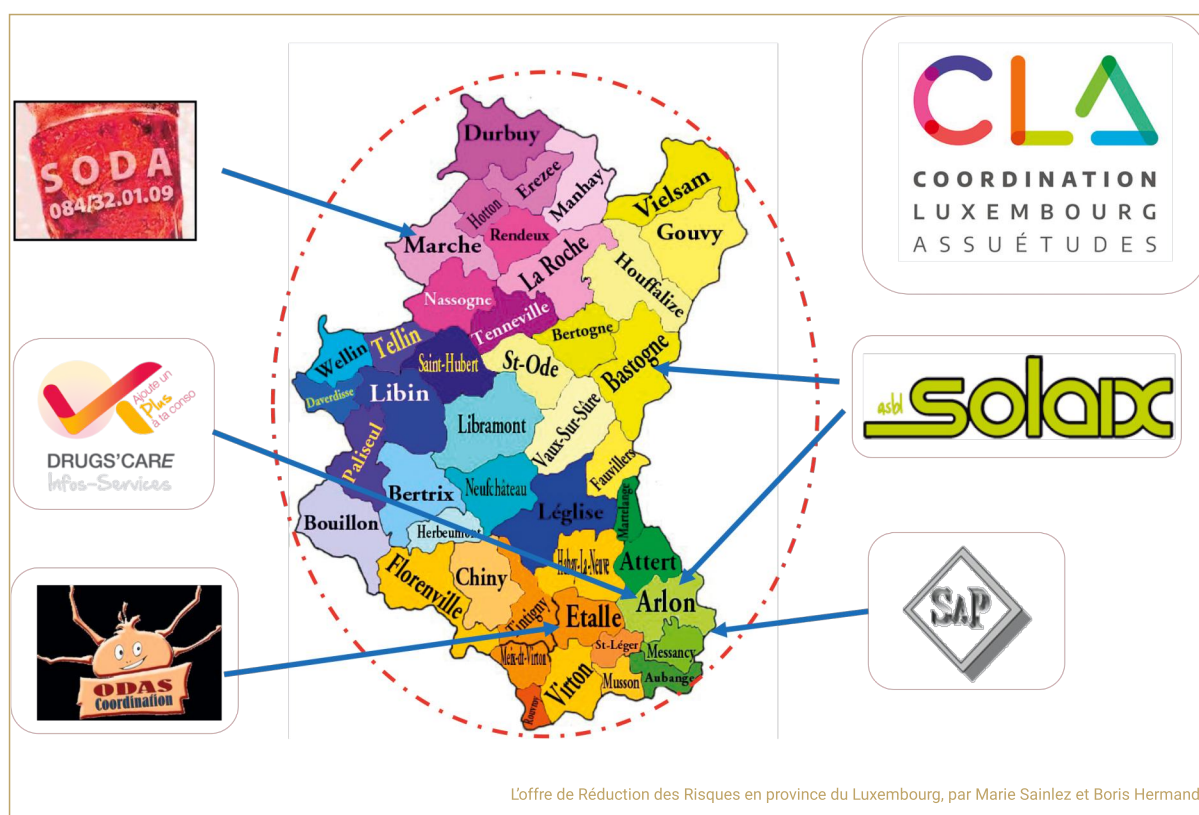 SODA
084/32.01.09
CLA
COORDINATION
LUXEMBOURG
ASSUÉTUDES
Durbuy
Erezee
Manhay
Hotton
Vielsam
Marche
Rendeux
Gouvy
La Roche
Houffalize
Nassogne
Tenneville
Bertogne
Wellin
Tellin
Saint-Hubert
St-Ode
Bastogne
Daverdisse
Libin
Ajoute un
Plus
à ta conso
DRUGS'CARE
Infos-Services
asbl solaix
Libramont
Vaux-Sur-Sûre
Paliseul
Fauvillers
Bertrix
Neufchâteau
Martelange
Bouillon
Léglise
Herbeumont
Habay-La-Neuve
Attert
Florenville
Chiny
Tintigny
Etalle
Arlon
SAP
St-Léger
Messancy
Meix-dt-Virton
Virton
Musson
Aubange
Rouvroy
ODAS
Coordination
L'offre de Réduction des Risques en province du Luxembourg, par Marie Sainlez et Boris Hermand